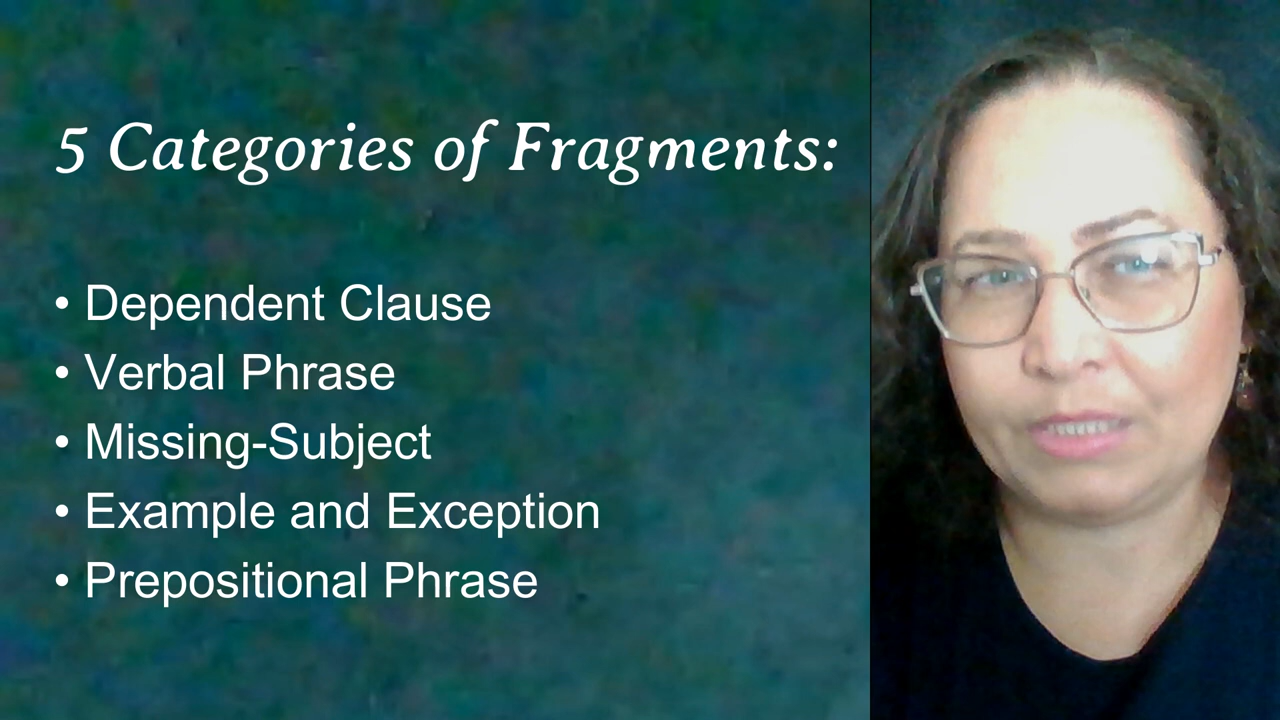 5 Categories of Fragments:
• Dependent Clause
• Verbal Phrase
• Missing-Subject
• Example and Exception
• Prepositional Phrase